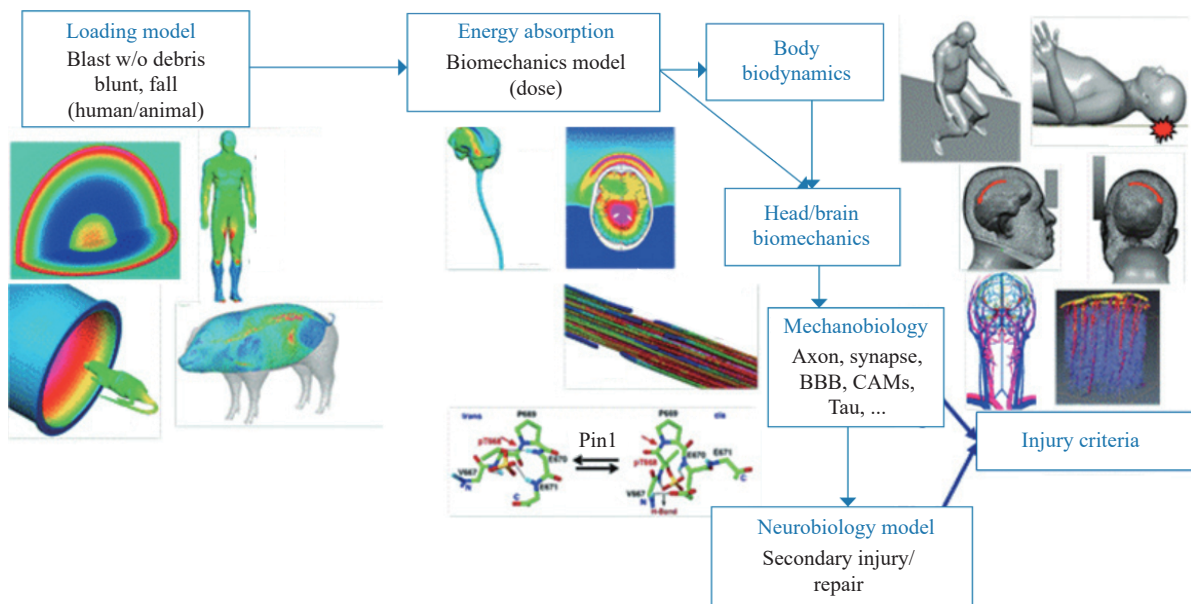 Loading model
Blast w/o debris
blunt, fall
(human/animal)
Energy absorption
Biomechanics model
(dose)
Body
biodynamics
Head/brain
biomechanics
Mechanobiology
Axon, synapse,
BBB, CAMs,
Tau, ...
Injury criteria
Neurobiology model
Secondary injury/
repair
trans
P669
pT668
E670
V667
N
E671
C
Pin1
P669
cis
E671
E670
pT668
C
V667
N
H-Bond